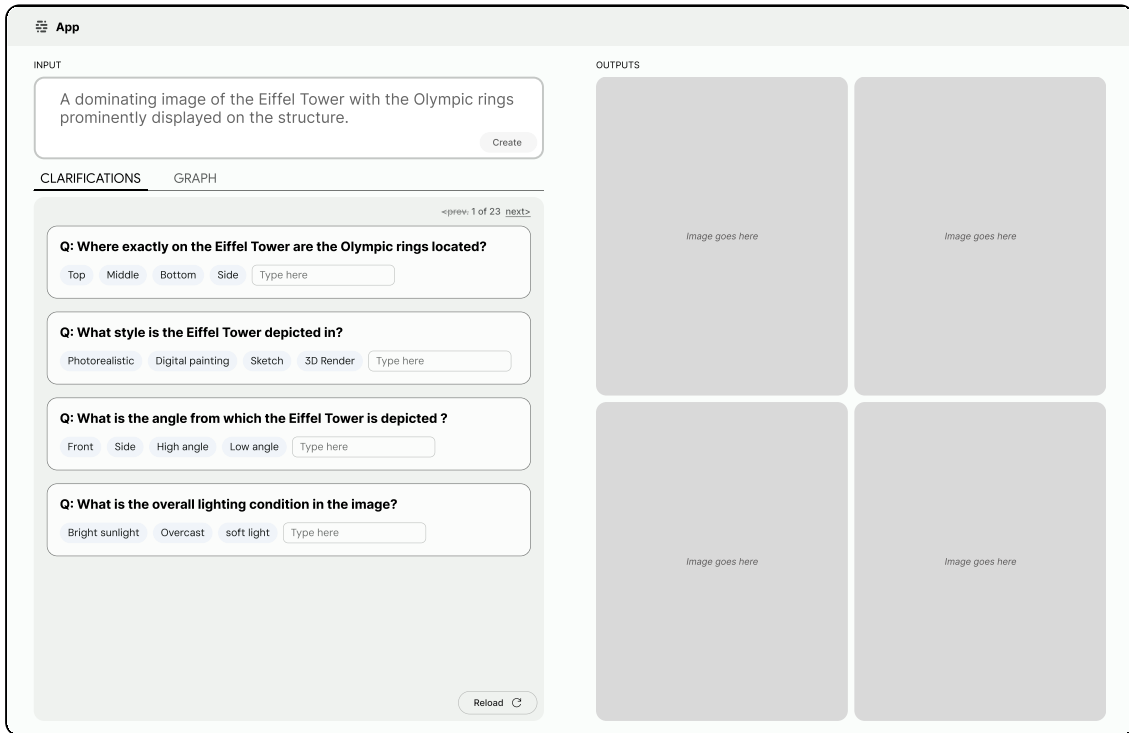 App
INPUT
A dominating image of the Eiffel Tower with the Olympic rings
prominently displayed on the structure.
Create
CLARIFICATIONS GRAPH
<prev. 1 of 23 next>
Q: Where exactly on the Eiffel Tower are the Olympic rings located?
Top Middle Bottom Side Type here
Q: What style is the Eiffel Tower depicted in?
Photorealistic Digital painting Sketch 3D Render Type here
Q: What is the angle from which the Eiffel Tower is depicted ?
Front Side High angle Low angle Type here
Q: What is the overall lighting condition in the image?
Bright sunlight Overcast soft light Type here
Reload
OUTPUTS
Image goes here Image goes here
Image goes here Image goes here